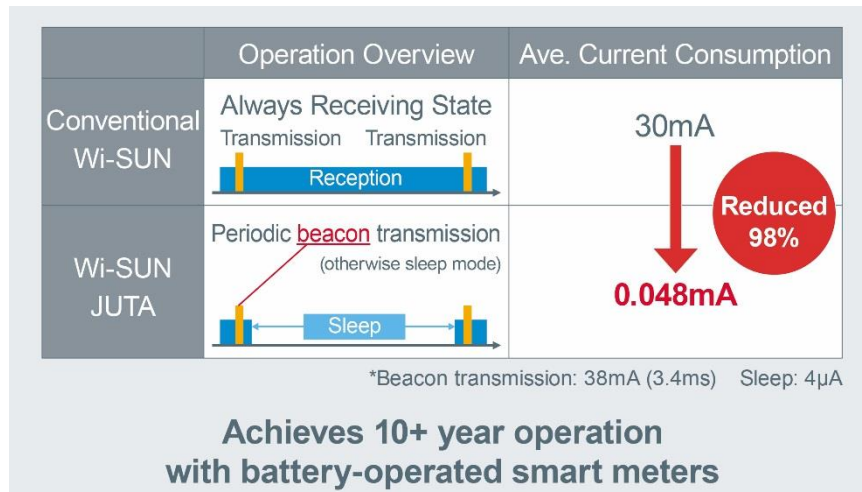 Operation Overview
Ave. Current Consumption
Conventional
Wi-SUN
Always Receiving State
Transmission
Transmission
Reception
30mA
Reduced
98%
Wi-SUN
JUTA
Periodic beacon transmission
(otherwise sleep mode)
Sleep
0.048mA
*Beacon transmission: 38mA (3.4ms) Sleep: 4µA
Achieves 10+ year operation
with battery-operated smart meters